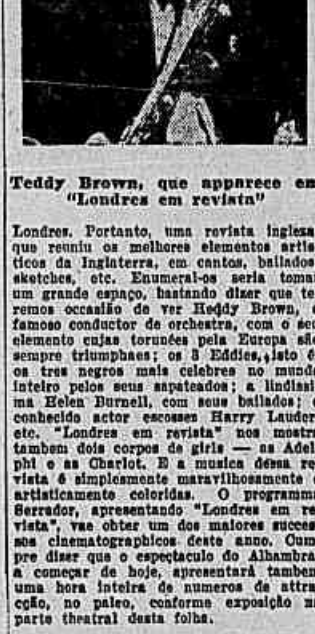 Teddy Brown, que apparece em
"Londres em revista"
Londres. Portanto, uma revista ingleza,
que reuniu os melhores elementos artis-
ticos da Inglaterra, em cantos, bailados,
sketches, etc. Enumeral-os seria tomar
um grande espaço, bastando dizer que te-
remos occasião de ver Heqdy Brown, o
famoso conductor de orchestra, com o seu
elemento cujas torunées pela Europa são
sempre triumphaes; os 3 Eddies, isto é,
os tres negros mais celebres no mundo
inteiro pelos seus sapateados; a lindissi-
ma Helen Burnell, com seus bailados; o
conhecido actor escosses Harry Lauder,
etc. "Londres em revista" nos mostra
tambem dois corpos de girls — as Adel-
phi e as Charlot. E a musica dessa re-
vista é simplesmente maravilhosamente e
artisticamente coloridas. O programma
Serrador, apresentando "Londres em re-
vista", vae obter um dos maiores succes-
sos cinematographicos deste anno. Cum-
pre dizer que o espectaculo do Alhambra,
a começar de hoje, apresentará tambem
uma hora inteira de numeros de attra-
cção, no palco, conforme exposição na
parte theatral desta folha.